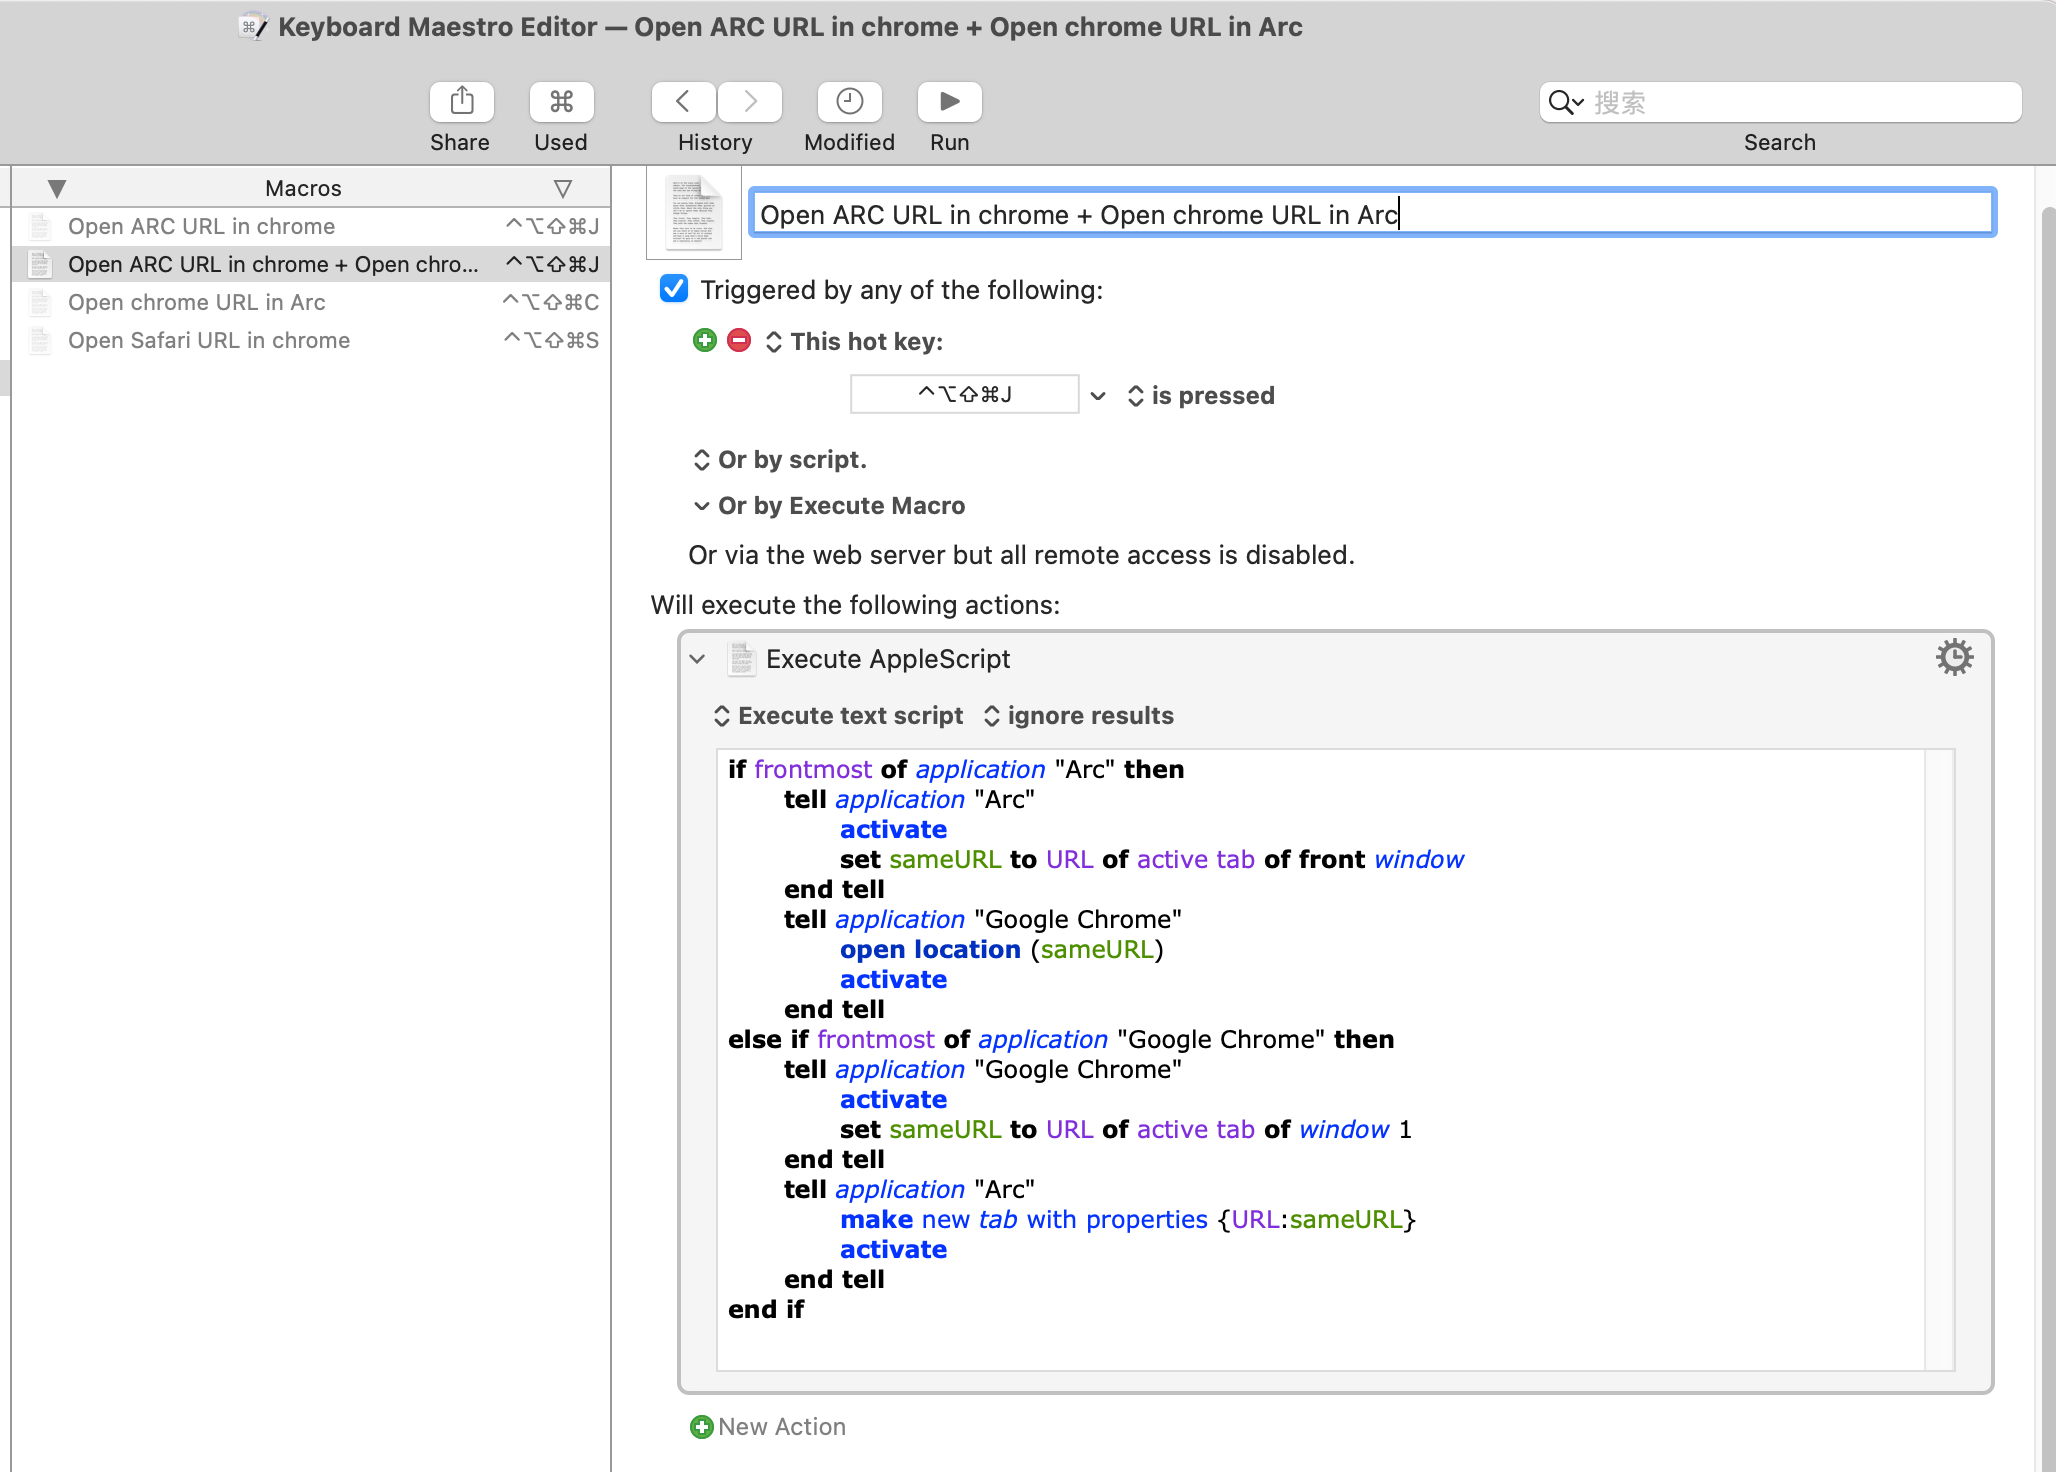 Keyboard Maestro Editor — Open ARC URL in chrome + Open chrome URL in Arc
Share
Used
History
Modified
Run
搜索
Search
Macros
Open ARC URL in chrome ^⌥⇧⌘J
Open ARC URL in chrome + Open chro... ^⌥⇧⌘J
Open chrome URL in Arc ^⌥⇧⌘C
Open Safari URL in chrome ^⌥⇧⌘S
Open ARC URL in chrome + Open chrome URL in Arc
Triggered by any of the following:
This hot key:
^⌥⇧⌘J is pressed
Or by script.
Or by Execute Macro
Or via the web server but all remote access is disabled.
Will execute the following actions:
Execute AppleScript
Execute text script ignore results
if frontmost of application "Arc" then
tell application "Arc"
activate
set sameURL to URL of active tab of front window
end tell
tell application "Google Chrome"
open location (sameURL)
activate
end tell
else if frontmost of application "Google Chrome" then
tell application "Google Chrome"
activate
set sameURL to URL of active tab of window 1
end tell
tell application "Arc"
make new tab with properties {URL:sameURL}
activate
end tell
end if
New Action